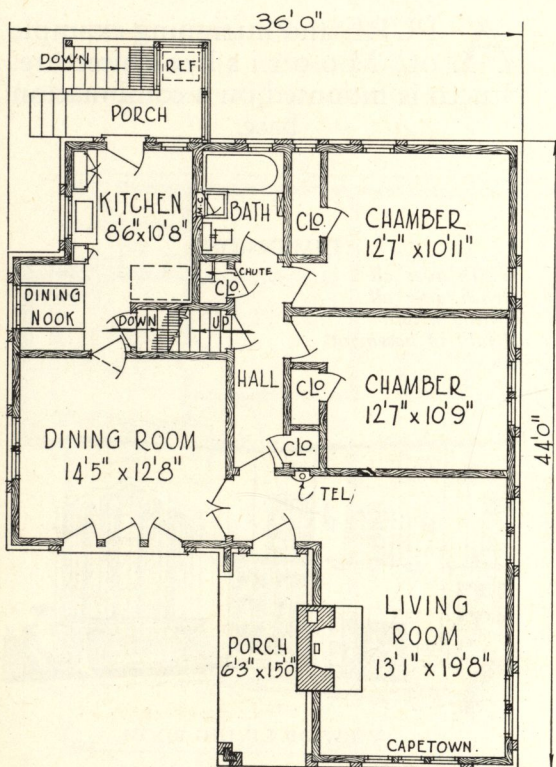 36'0"
DOWN
REF
PORCH
KITCHEN
8'6"x10'8"
M.C.
BATH
CLO.
CHAMBER
12'7" x10'11"
CHUTE
CLO.
DINING
NOOK
DOWN
UP
HALL
CLO.
CHAMBER
12'7" x10'9"
44'0"
DINING ROOM
14'5" x 12'8"
CLO.
TEL.
LIVING
ROOM
13'1" x 19'8"
PORCH
6'3"x15'0"
CAPETOWN.